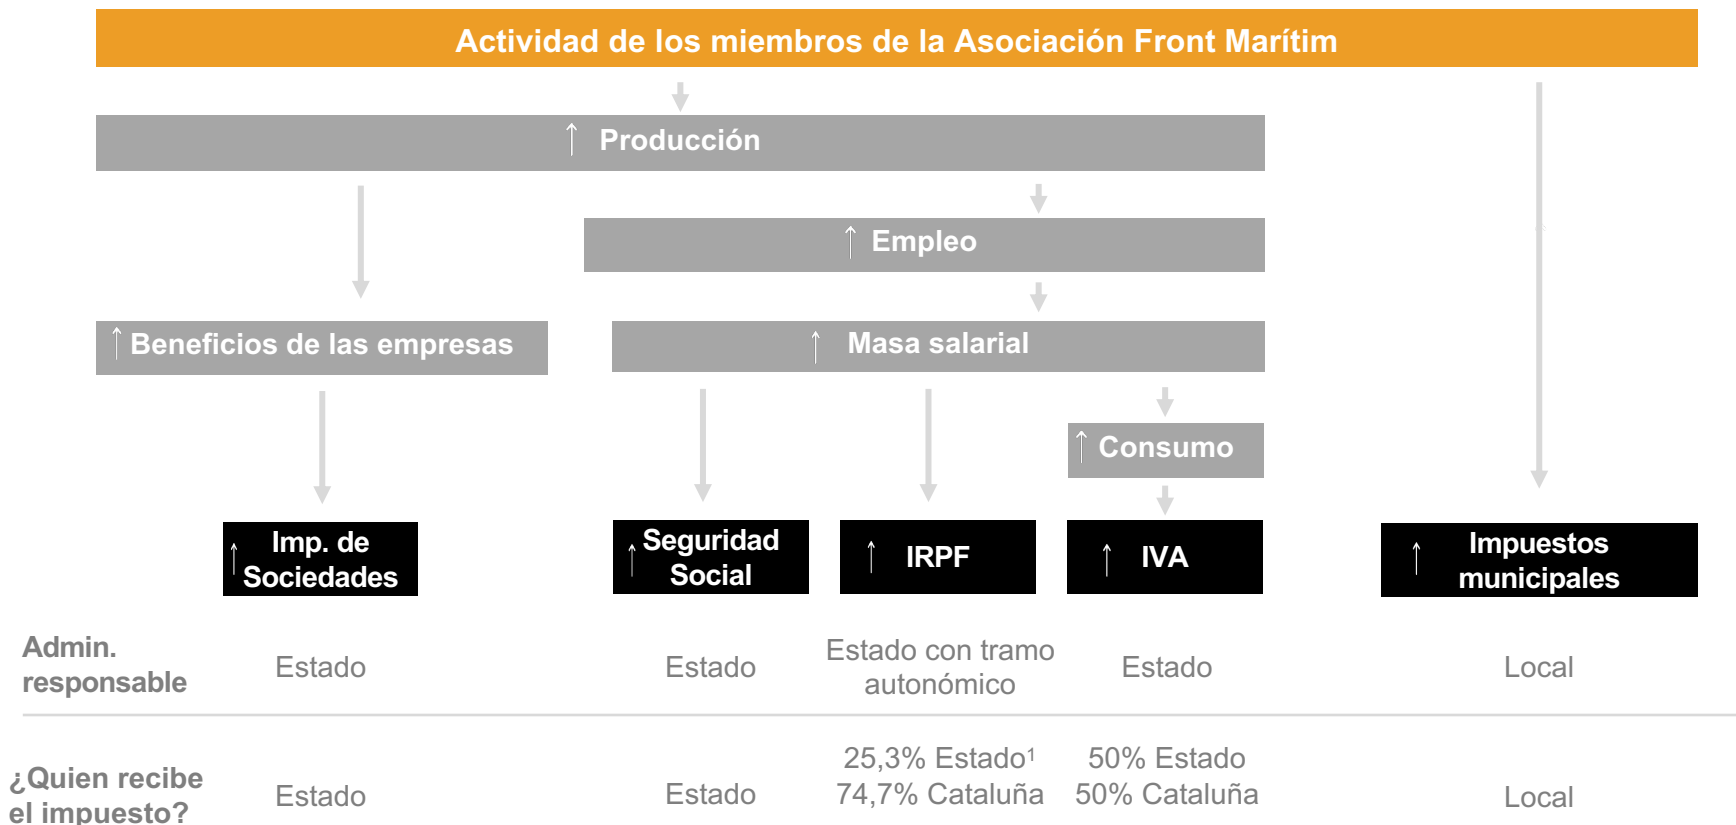 Actividad de los miembros de la Asociación Front Marítim
↑ Producción
↑ Empleo
↑ Beneficios de las empresas
↑ Masa salarial
↑ Consumo
↑ Imp. de
Sociedades
↑ Seguridad
Social
↑ IRPF
↑ IVA
↑ Impuestos
municipales
Admin.
responsable
Estado
Estado
Estado con tramo
autonómico
Estado
Local
¿Quien recibe
el impuesto?
Estado
Estado
25,3% Estado¹
74,7% Cataluña
50% Estado
50% Cataluña
Local